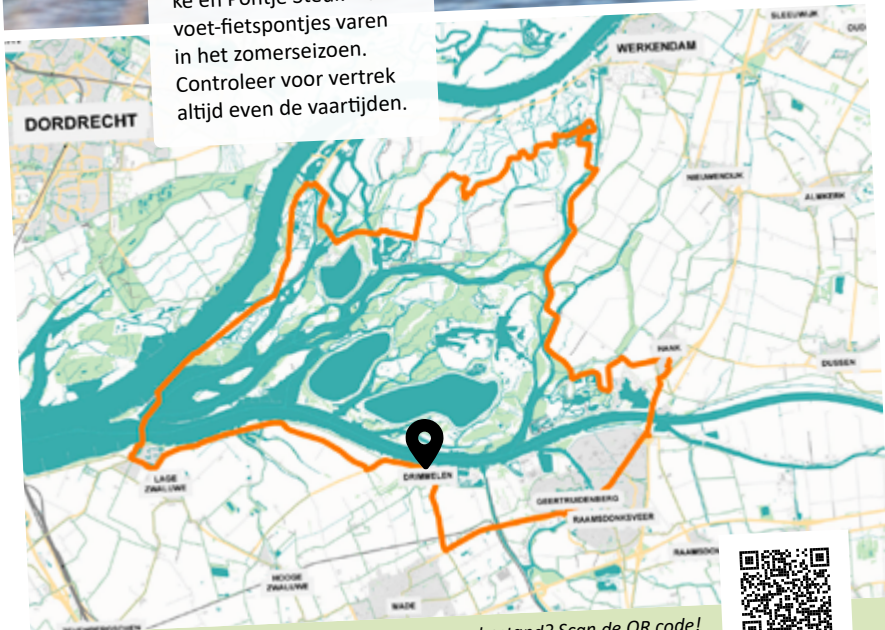 voet-fietspontjes varen
in het zomerseizoen.
Controleer voor vertrek
altijd even de vaartijden.
SLEEUWIJK
WERKENDAM
DORDRECHT
NIEUWENDIJK
ALMKERK
HANK
DUSSEN
DRIMMELEN
LAGE
ZWALUWE
GEERTRUIDENBERG
RAAMSDONKSVEER
HOOGE
ZWALUWE
MADE
Scan de QR code!